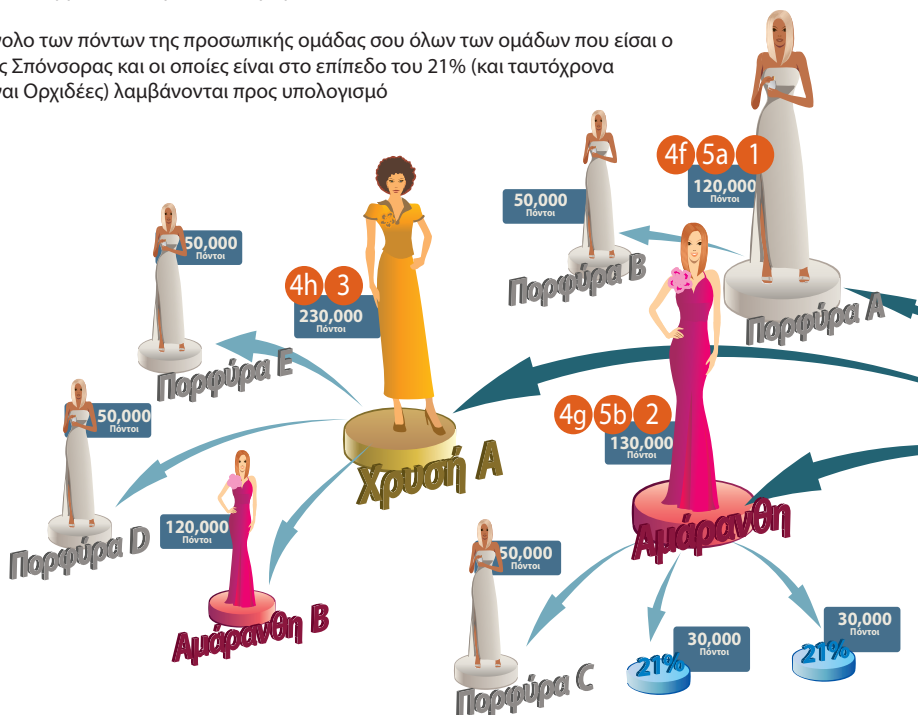 νολο των πόντων της προσωπικής ομάδας σου όλων των ομάδων που είσαι ο
ς Σπόνσορας και οι οποίες είναι στο επίπεδο του 21% (και ταυτόχρονα
ναι Ορχιδέες) λαμβάνονται προς υπολογισμό
4f 5a 1
120,000
Πόντοι
50,000
Πόντοι
Πορφύρα B
Πορφύρα A
50,000
Πόντοι
4h 3
230,000
Πόντοι
Πορφύρα E
50,000
Πόντοι
4g 5b 2
130,000
Πόντοι
Χρυσή A
120,000
Πόντοι
Πορφύρα D
Αμάρανθη
Αμάρανθη B
50,000
Πόντοι
30,000
Πόντοι
21%
30,000
Πόντοι
21%
Πορφύρα C